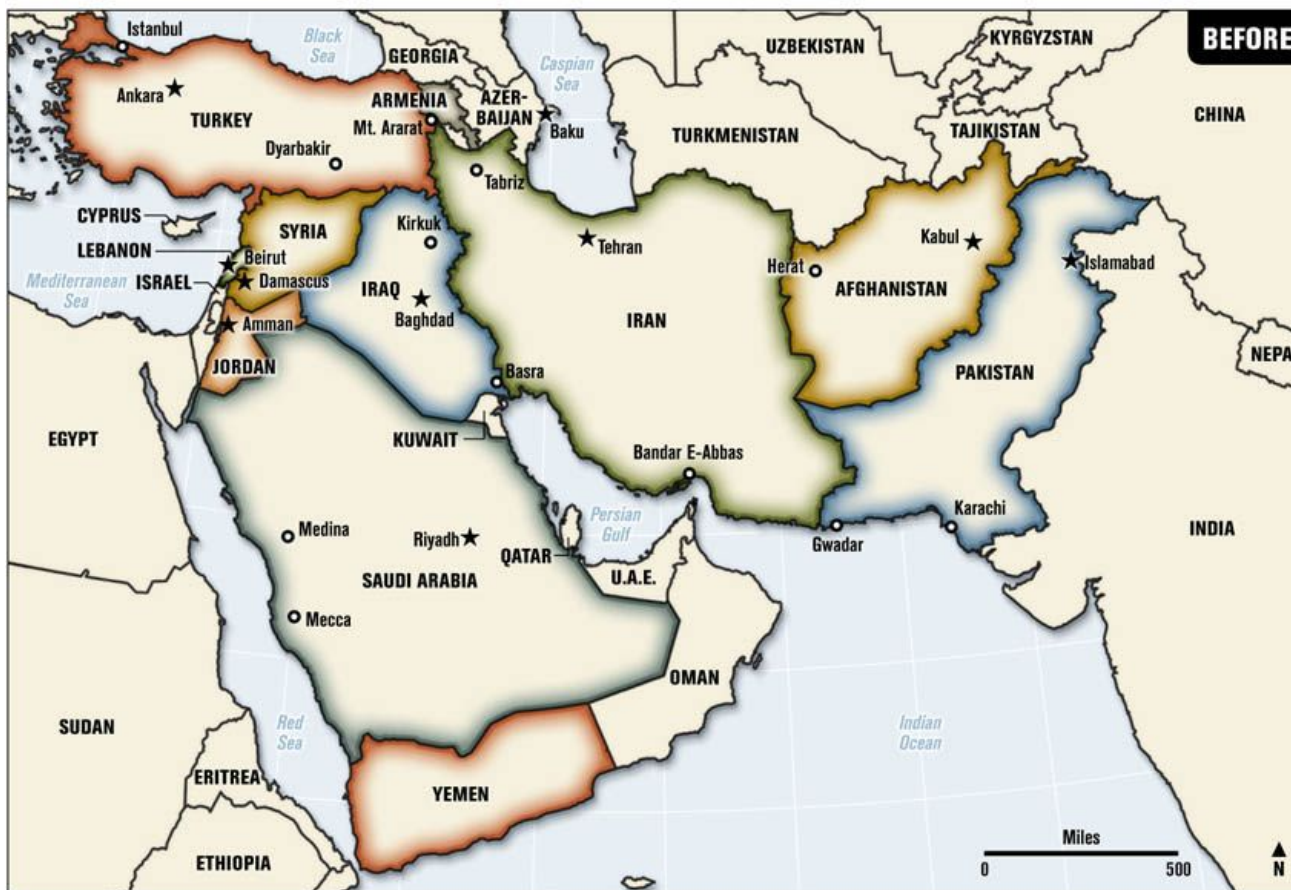 BEFORE
Istanbul
Black
Sea
GEORGIA
Caspian
Sea
UZBEKISTAN
KYRGYZSTAN
Ankara
TURKEY
ARMENIA
Mt. Ararat
AZER-
BAIJAN
Baku
TURKMENISTAN
TAJIKISTAN
CHINA
Dyarbakir
Tabriz
CYPRUS
SYRIA
Kirkuk
Tehran
Kabul
Islamabad
LEBANON
Beirut
Herat
AFGHANISTAN
Mediterranean
Sea
ISRAEL
Damascus
IRAQ
Baghdad
IRAN
Amman
JORDAN
Basra
PAKISTAN
NEPA
EGYPT
KUWAIT
Bandar E-Abbas
Medina
Riyadh
Persian
Gulf
QATAR
Gwadar
Karachi
INDIA
SAUDI ARABIA
U.A.E.
Mecca
OMAN
SUDAN
Red
Sea
Indian
Ocean
ERITREA
YEMEN
ETHIOPIA
Miles
0 500
N